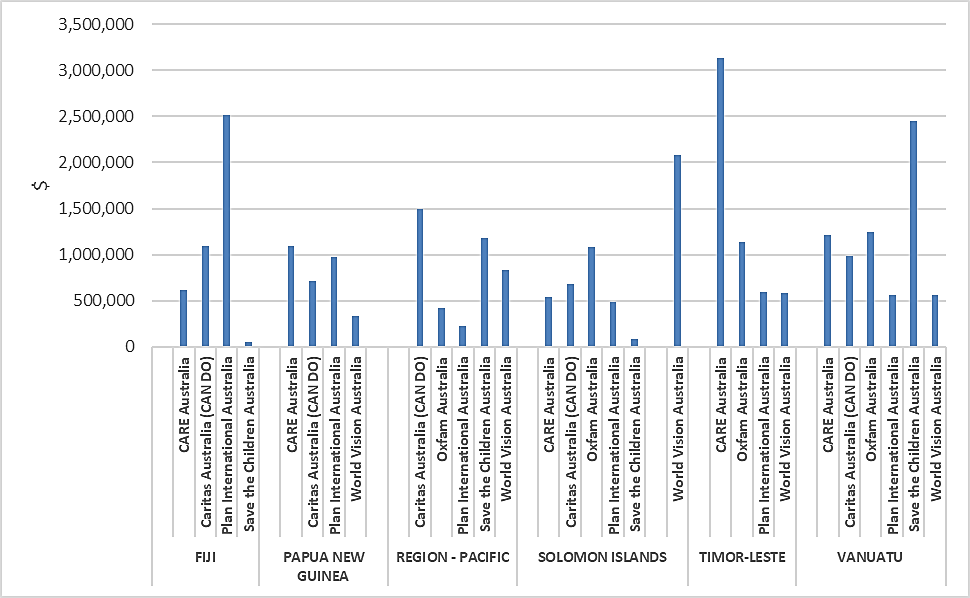 3,500,000
3,000,000
2,500,000
2,000,000
1,500,000
1,000,000
500,000
0
$
CARE Australia
Caritas Australia (CAN DO)
Plan International Australia
Save the Children Australia
CARE Australia
Caritas Australia (CAN DO)
Plan International Australia
World Vision Australia
Caritas Australia (CAN DO)
Oxfam Australia
Plan International Australia
Save the Children Australia
World Vision Australia
CARE Australia
Caritas Australia (CAN DO)
Oxfam Australia
Plan International Australia
Save the Children Australia
World Vision Australia
CARE Australia
Oxfam Australia
Plan International Australia
World Vision Australia
CARE Australia
Caritas Australia (CAN DO)
Oxfam Australia
Plan International Australia
Save the Children Australia
World Vision Australia
FIJI
PAPUA NEW
GUINEA
REGION - PACIFIC
SOLOMON ISLANDS
TIMOR-LESTE
VANUATU